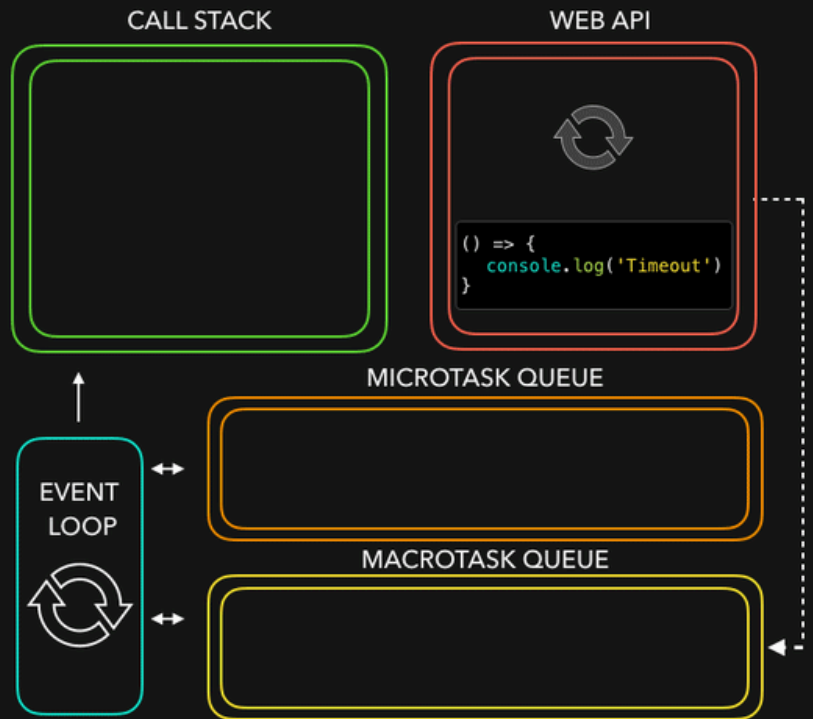 CALL STACK
WEB API
() => {
  console.log('Timeout')
}
MICROTASK QUEUE
EVENT
LOOP
MACROTASK QUEUE